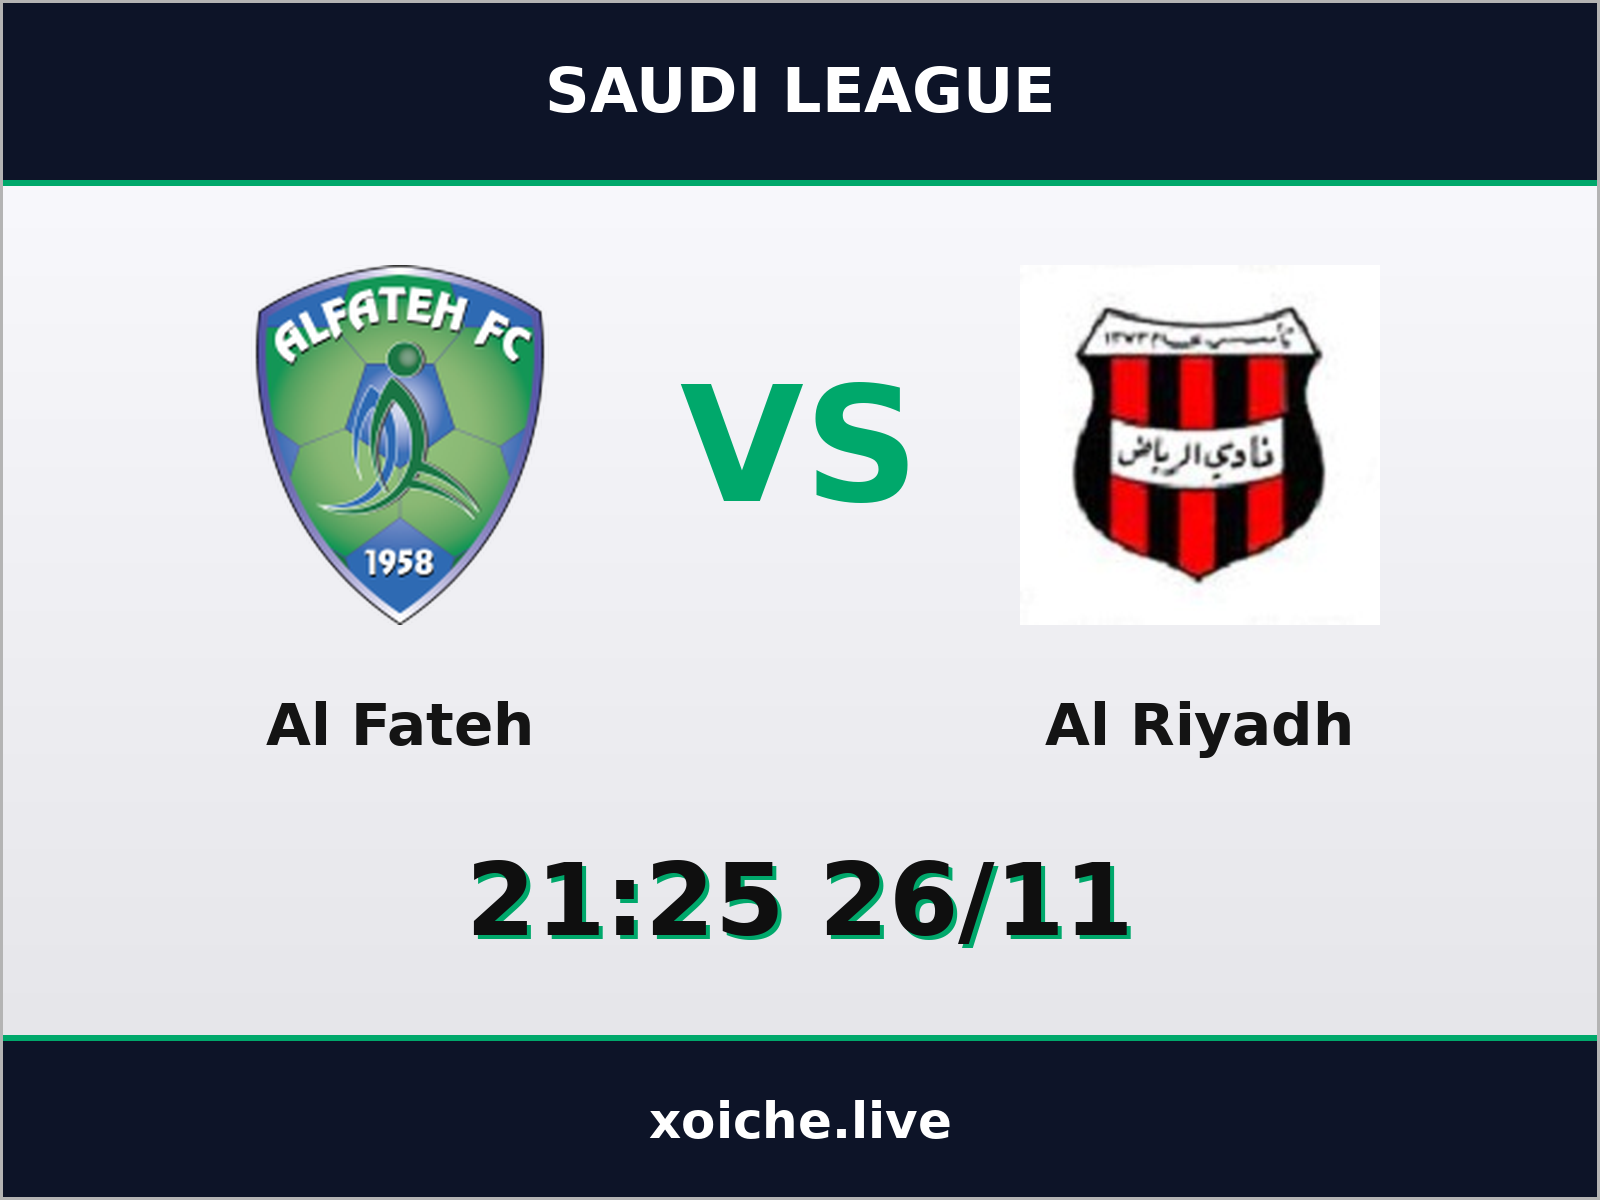 SAUDI LEAGUE
ALFATEH FC
1958
VS
نادي الرياض
Al Fateh
Al Riyadh
21:25 26/11
xoiche.live